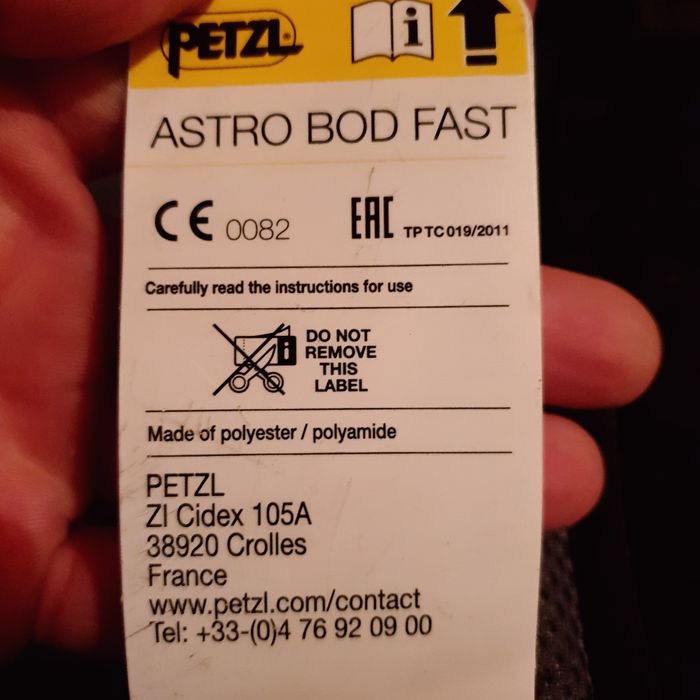 PETZL
i
ASTRO BOD FAST
CE 0082 EAC TP TC 019/2011
Carefully read the instructions for use
i DO NOT
REMOVE
THIS
LABEL
Made of polyester / polyamide
PETZL
ZI Cidex 105A
38920 Crolles
France
www.petzl.com/contact
Tel: +33-(0)4 76 92 09 00